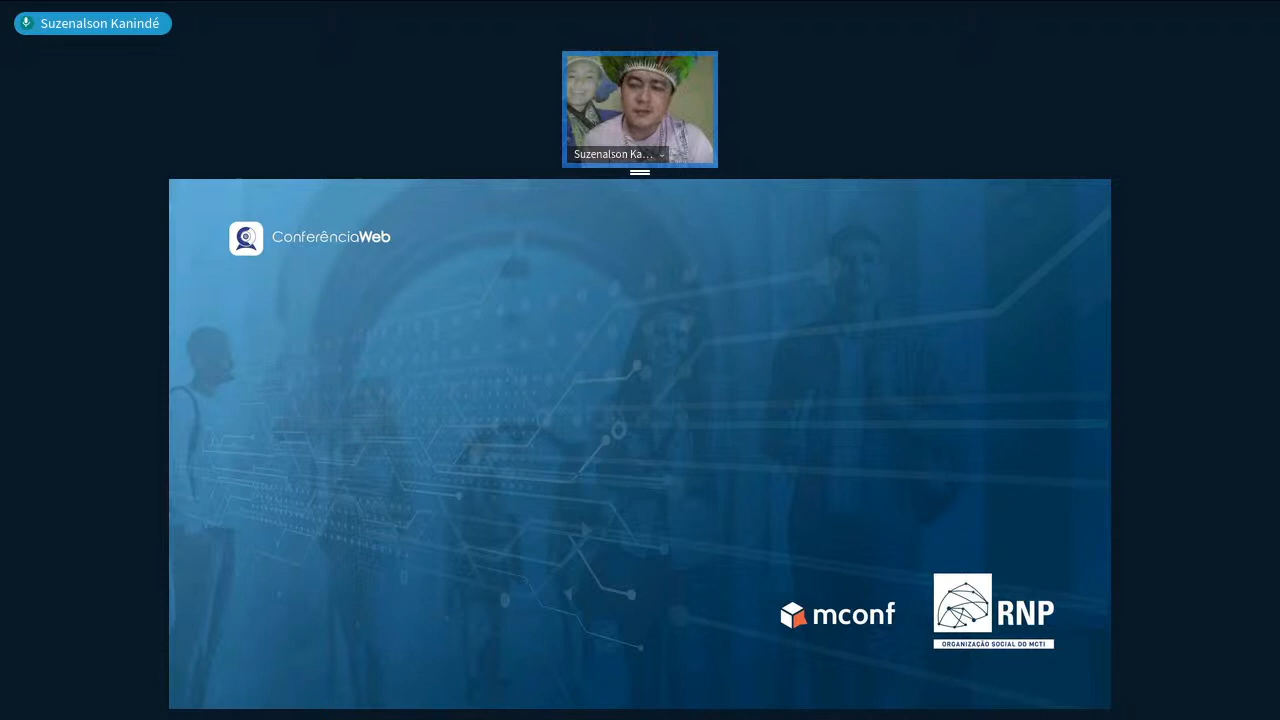 Suzenalson Kanindé
Suzenalson Ka...
ConferênciaWeb
mconf
RNP
ORGANIZAÇÃO SOCIAL DO MCTI